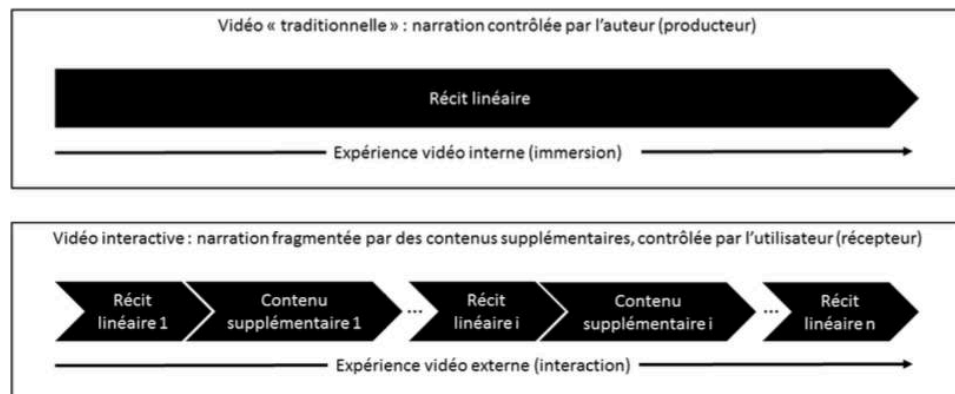 Vidéo « traditionnelle » : narration contrôlée par l'auteur (producteur)
Récit linéaire
Expérience vidéo interne (immersion)
Vidéo interactive : narration fragmentée par des contenus supplémentaires, contrôlée par l'utilisateur (récepteur)
Récit
linéaire 1
Contenu
supplémentaire 1
...
Récit
linéaire i
Contenu
supplémentaire i
...
Récit
linéaire n
Expérience vidéo externe (interaction)